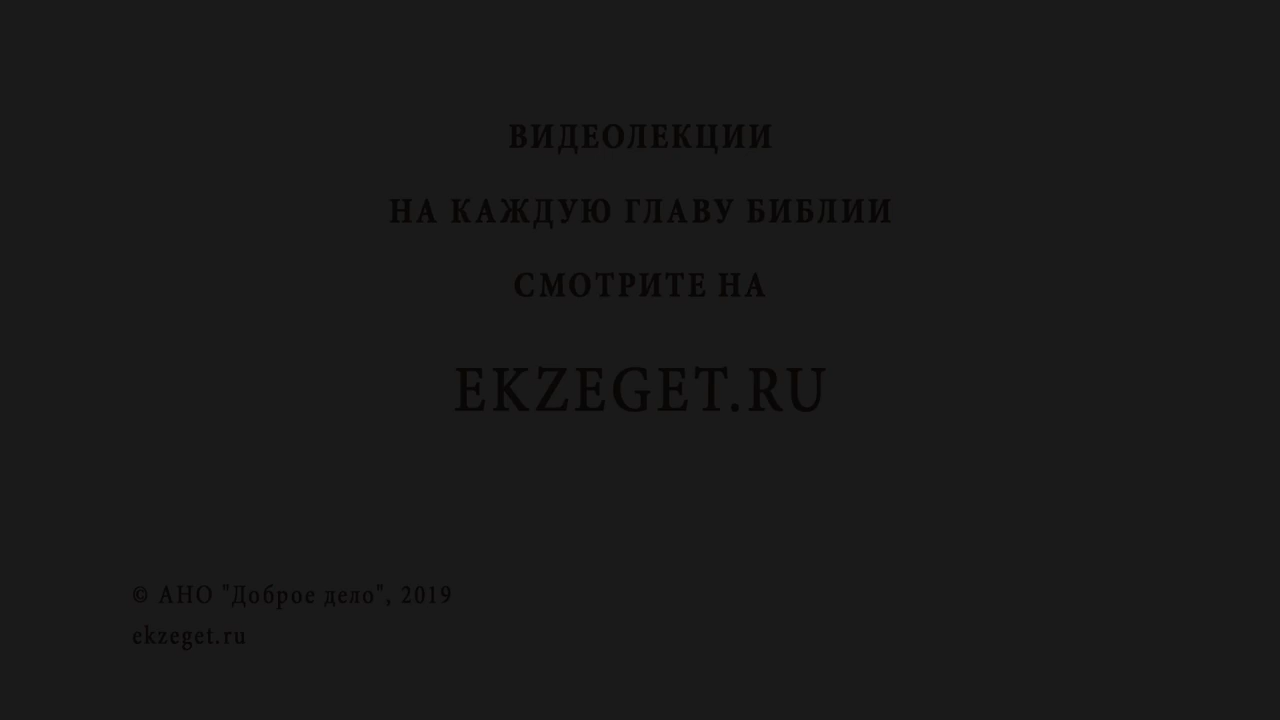 ВИДЕОЛЕКЦИИ
НА КАЖДУЮ ГЛАВУ БИБЛИИ
СМОТРИТЕ НА
EKZEGET.RU
© АНО "Доброе дело", 2019
ekzeget.ru